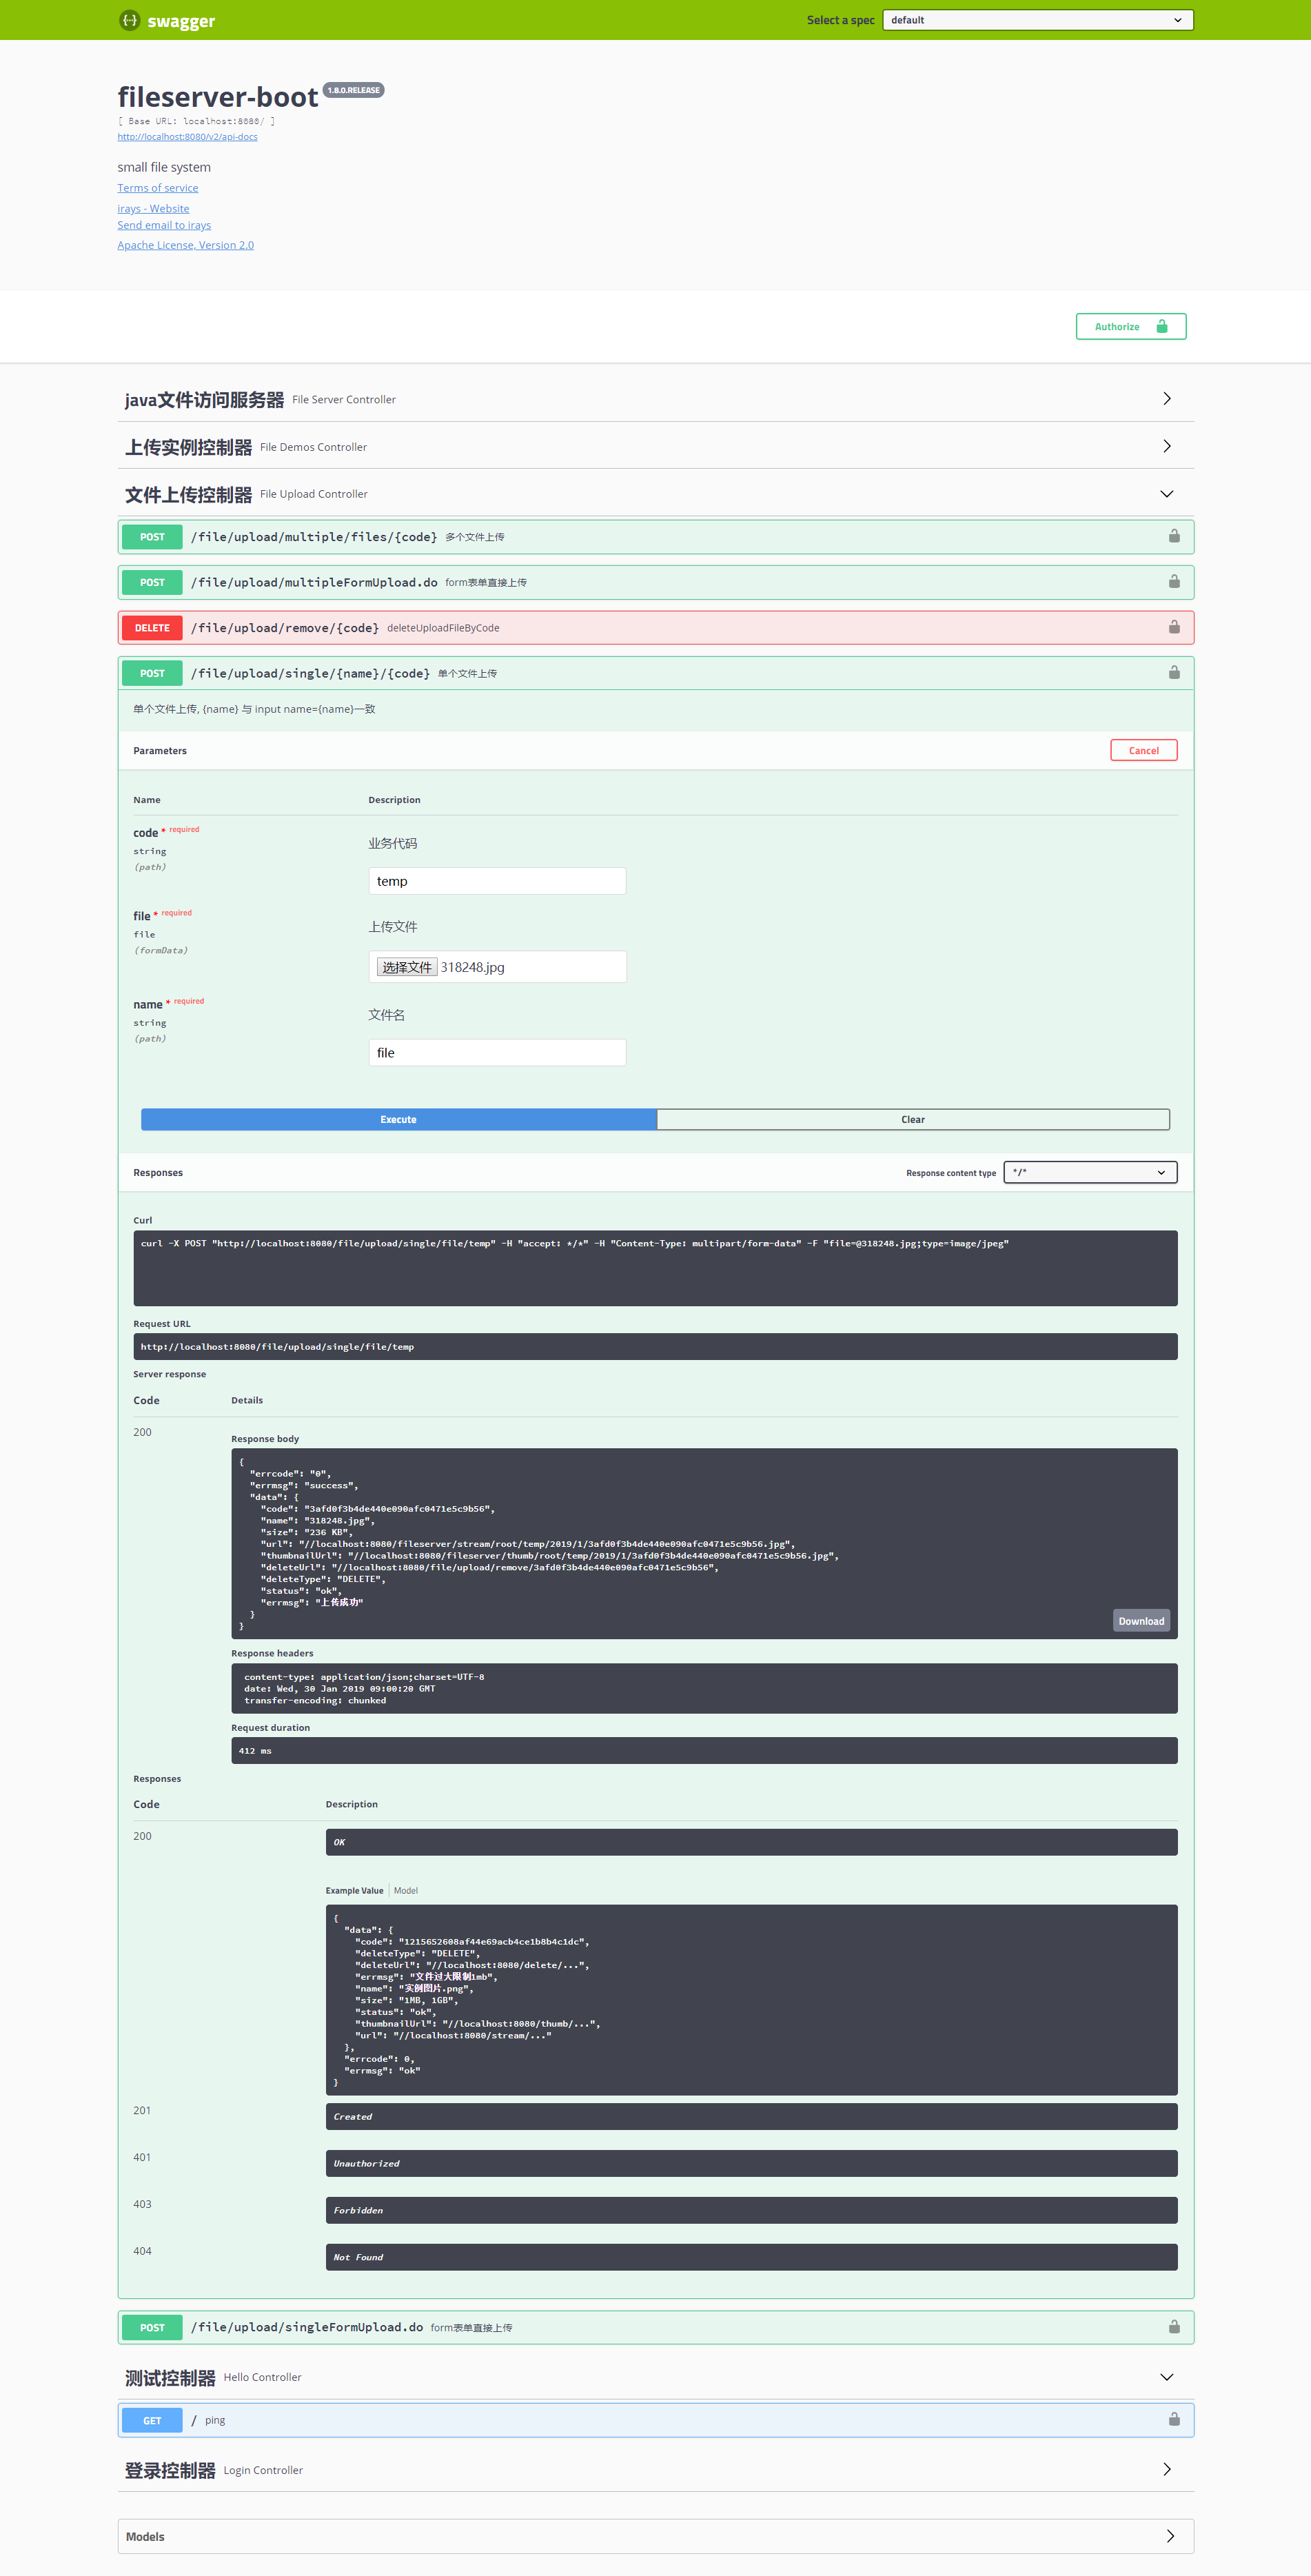 swagger
Select a spec default
fileserver-boot 1.8.0.RELEASE
[ Base URL: localhost:8080/ ]
http://localhost:8080/v2/api-docs
small file system
Terms of service
irays - Website
Send email to irays
Apache License, Version 2.0
Authorize
java文件访问服务器 File Server Controller
上传实例控制器 File Demos Controller
文件上传控制器 File Upload Controller
POST /file/upload/multiple/files/{code} 多个文件上传
POST /file/upload/multipleFormUpload.do form表单直接上传
DELETE /file/upload/remove/{code} deleteUploadFileByCode
POST /file/upload/single/{name}/{code} 单个文件上传
单个文件上传, {name} 与 input name={name}一致
Parameters Cancel
Name Description
code * required
string
(path)
业务代码
temp
file * required
file
(formData)
上传文件
选择文件 318248.jpg
name * required
string
(path)
文件名
file
Execute Clear
Responses Response content type */*
Curl
curl -X POST "http://localhost:8080/file/upload/single/file/temp" -H "accept: */*" -H "Content-Type: multipart/form-data" -F "file=@318248.jpg;type=image/jpeg"
Request URL
http://localhost:8080/file/upload/single/file/temp
Server response
Code Details
200
Response body
{
"errcode": "0",
"errmsg": "success",
"data": {
"code": "3afd0f3b4de440e090afc0471e5c9b56",
"name": "318248.jpg",
"size": "236 KB",
"url": "//localhost:8080/fileserver/stream/root/temp/2019/1/3afd0f3b4de440e090afc0471e5c9b56.jpg",
"thumbnailUrl": "//localhost:8080/fileserver/thumb/root/temp/2019/1/3afd0f3b4de440e090afc0471e5c9b56.jpg",
"deleteUrl": "//localhost:8080/file/upload/remove/3afd0f3b4de440e090afc0471e5c9b56",
"deleteType": "DELETE",
"status": "ok",
"errmsg": "上传成功"
}
}
Download
Response headers
content-type: application/json;charset=UTF-8
date: Wed, 30 Jan 2019 09:00:20 GMT
transfer-encoding: chunked
Request duration
412 ms
Responses
Code Description
200 OK
Example Value Model
{
"data": {
"code": "1215652608af44e69acb4ce1b8b4c1dc",
"deleteType": "DELETE",
"deleteUrl": "//localhost:8080/delete/...",
"errmsg": "文件过大限制1mb",
"name": "实例图片.png",
"size": "1MB, 1GB",
"status": "ok",
"thumbnailUrl": "//localhost:8080/thumb/...",
"url": "//localhost:8080/stream/..."
},
"errcode": 0,
"errmsg": "ok"
}
201 Created
401 Unauthorized
403 Forbidden
404 Not Found
POST /file/upload/singleFormUpload.do form表单直接上传
测试控制器 Hello Controller
GET / ping
登录控制器 Login Controller
Models